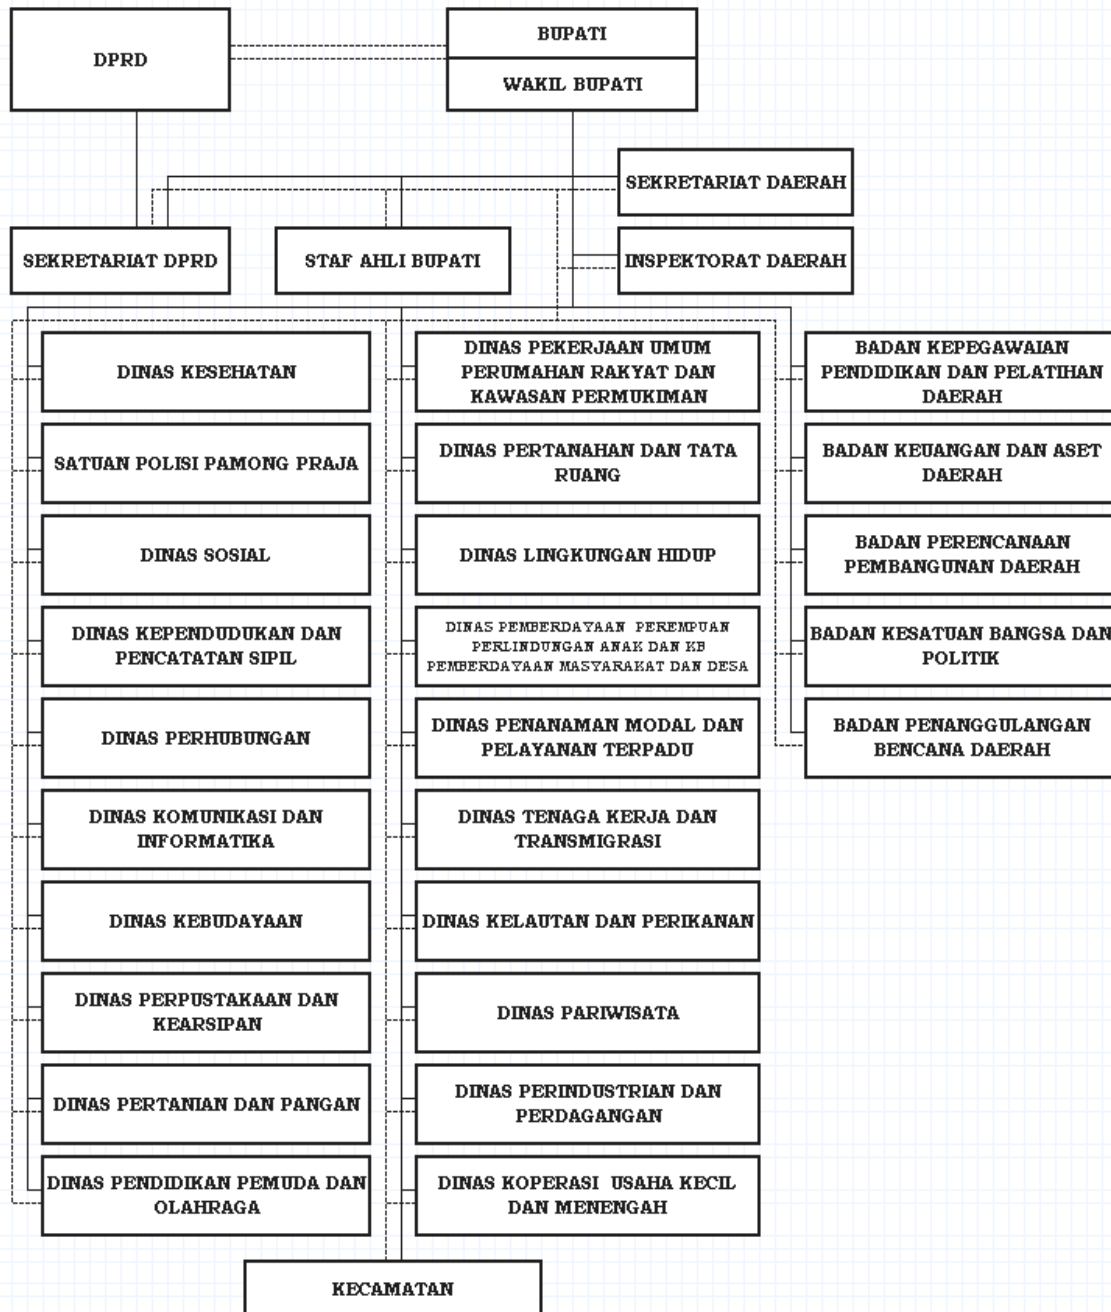 DPRD
BUPATI
WAKIL BUPATI
SEKRETARIAT DAERAH
SEKRETARIAT DPRD
STAF AHLI BUPATI
INSPEKTORAT DAERAH
DINAS KESEHATAN
SATUAN POLISI PAMONG PRAJA
DINAS SOSIAL
DINAS KEPENDUDUKAN DAN
PENCATATAN SIPIL
DINAS PERHUBUNGAN
DINAS KOMUNIKASI DAN
INFORMATIKA
DINAS KEBUDAYAAN
DINAS PERPUSTAKAAN DAN
KEARSIPAN
DINAS PERTANIAN DAN PANGAN
DINAS PENDIDIKAN PEMUDA DAN
OLAHRAGA
DINAS PEKERJAAN UMUM
PERUMAHAN RAKYAT DAN
KAWASAN PERMUKIMAN
DINAS PERTANAHAN DAN TATA
RUANG
DINAS LINGKUNGAN HIDUP
DINAS PEMBERDAYAAN PEREMPUAN
PERLINDUNGAN ANAK DAN KB
PEMBERDAYAAN MASYARAKAT DAN DESA
DINAS PENANAMAN MODAL DAN
PELAYANAN TERPADU
DINAS TENAGA KERJA DAN
TRANSMIGRASI
DINAS KELAUTAN DAN PERIKANAN
DINAS PARIWISATA
DINAS PERINDUSTRIAN DAN
PERDAGANGAN
DINAS KOPERASI USAHA KECIL
DAN MENENGAH
BADAN KEPEGAWAIAN
PENDIDIKAN DAN PELATIHAN
DAERAH
BADAN KEUANGAN DAN ASET
DAERAH
BADAN PERENCANAAN
PEMBANGUNAN DAERAH
BADAN KESATUAN BANGSA DAN
POLITIK
BADAN PENANGGULANGAN
BENCANA DAERAH
KECAMATAN